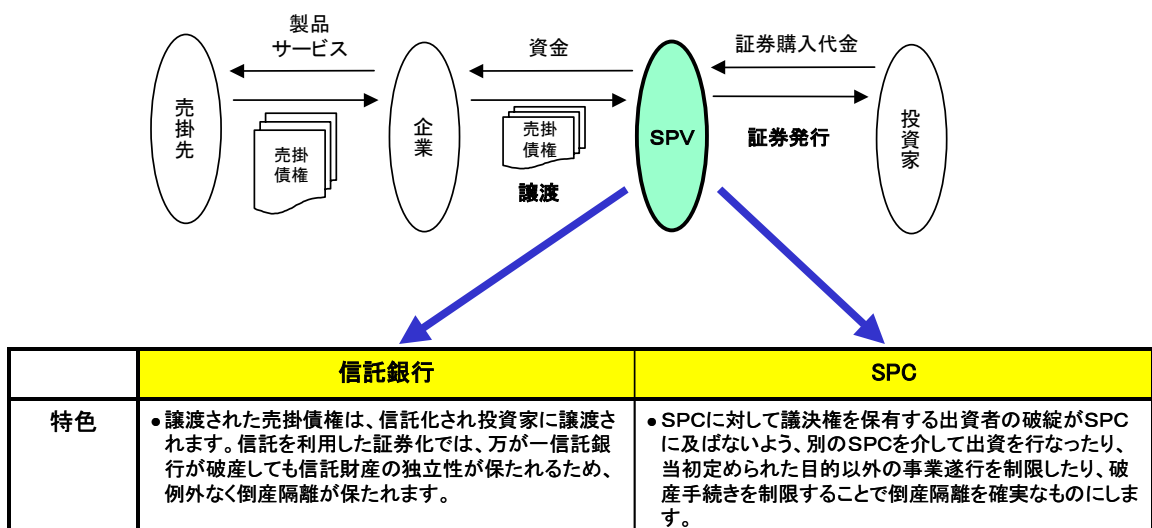 製品
サービス
資金
証券購入代金
売掛先
売掛
債権
企業
売掛
債権
譲渡
SPV
証券発行
投資家
信託銀行
SPC
特色
●譲渡された売掛債権は、信託化され投資家に譲渡さ
れます。信託を利用した証券化では、万が一信託銀
行が破産しても信託財産の独立性が保たれるため、
例外なく倒産隔離が保たれます。
●SPCに対して議決権を保有する出資者の破綻がSPC
に及ばないよう、別のSPCを介して出資を行なったり、
当初定められた目的以外の事業遂行を制限したり、破
産手続きを制限することで倒産隔離を確実なものにしま
す。